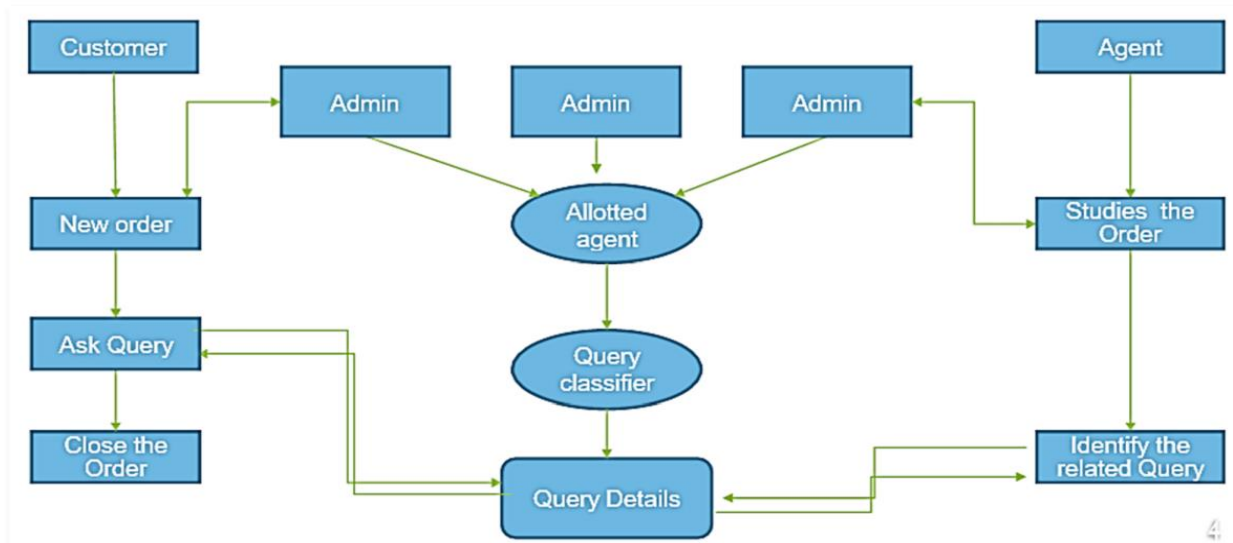 Customer
Agent
Admin
Admin
Admin
New order
Allotted
agent
Studies the
Order
Ask Query
Query
classifier
Close the
Order
Identify the
related Query
Query Details
4